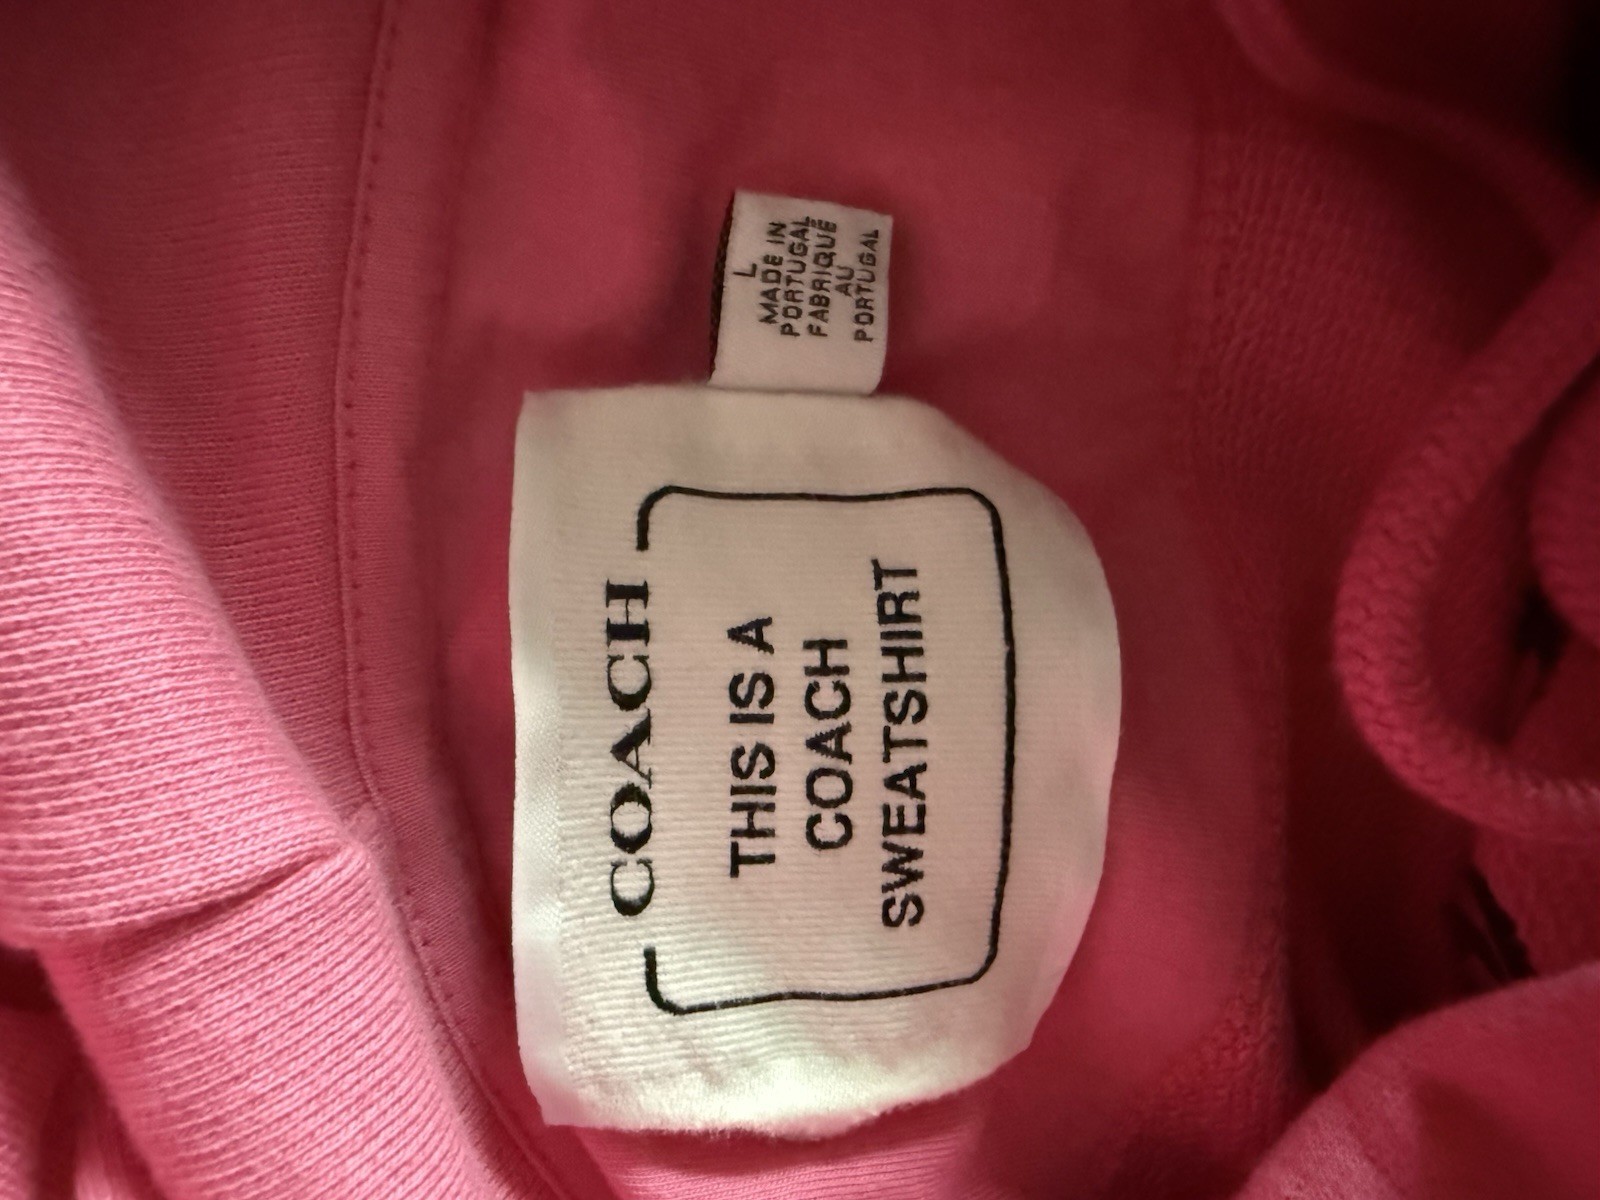 L
MADE IN
PORTUGAL
FABRIQUÉ
AU
PORTUGAL
COACH
THIS IS A
COACH
SWEATSHIRT